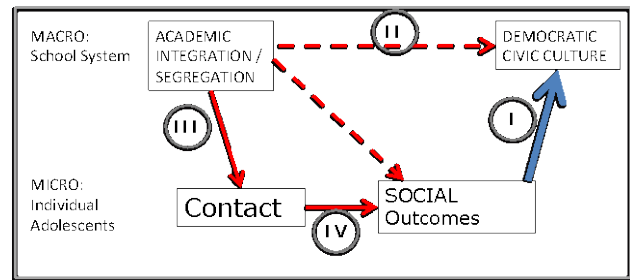 MACRO:
School System
ACADEMIC
INTEGRATION /
SEGREGATION
II
DEMOCRATIC
CIVIC CULTURE
III
I
MICRO:
Individual
Adolescents
Contact
IV
SOCIAL
Outcomes